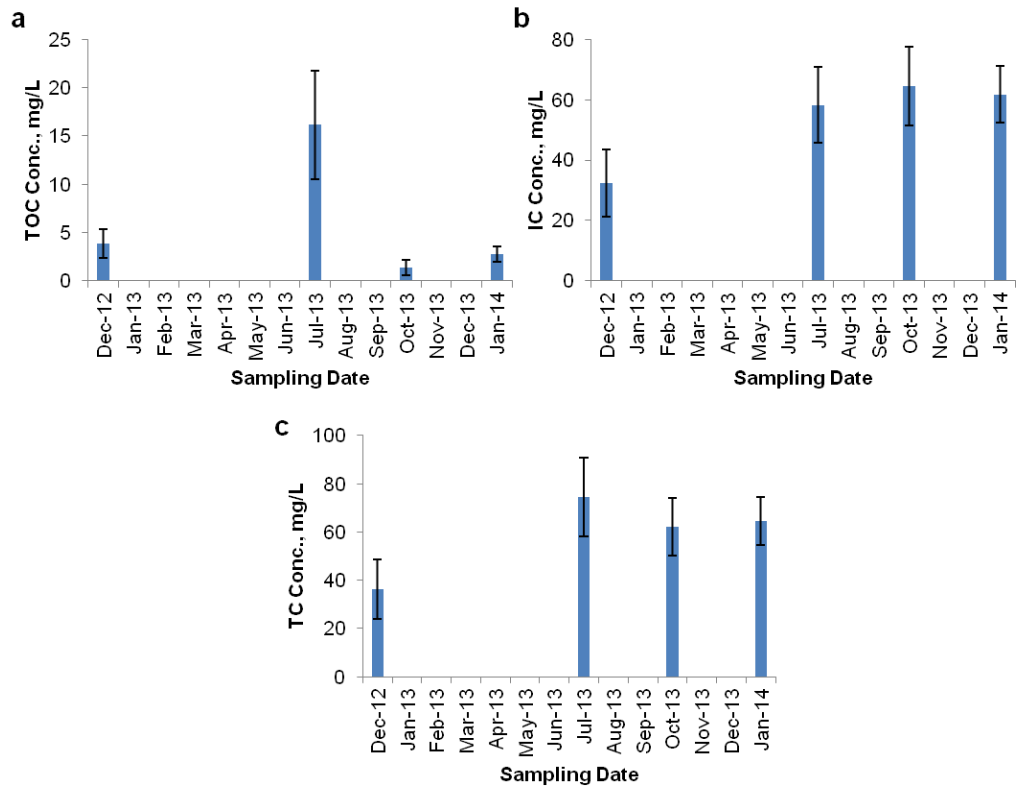 a
25
20
15
10
5
0
TOC Conc., mg/L
Dec-12
Jan-13
Feb-13
Mar-13
Apr-13
May-13
Jun-13
Jul-13
Aug-13
Sep-13
Oct-13
Nov-13
Dec-13
Jan-14
Sampling Date
b
80
60
40
20
0
IC Conc., mg/L
Dec-12
Jan-13
Feb-13
Mar-13
Apr-13
May-13
Jun-13
Jul-13
Aug-13
Sep-13
Oct-13
Nov-13
Dec-13
Jan-14
Sampling Date
c
100
80
60
40
20
0
TC Conc., mg/L
Dec-12
Jan-13
Feb-13
Mar-13
Apr-13
May-13
Jun-13
Jul-13
Aug-13
Sep-13
Oct-13
Nov-13
Dec-13
Jan-14
Sampling Date